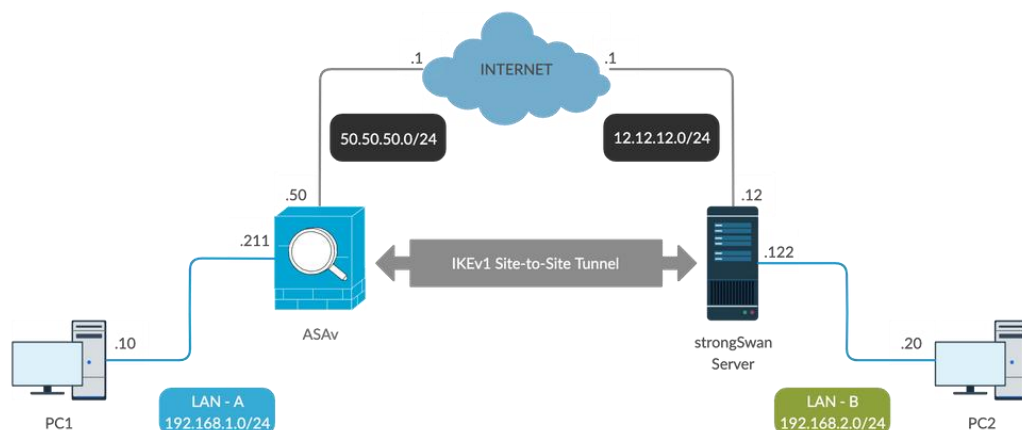 .1
INTERNET
.1
50.50.50.0/24
12.12.12.0/24
.50
.12
.211
IKEv1 Site-to-Site Tunnel
.122
ASAv
strongSwan
Server
.10
.20
PC1
LAN - A
192.168.1.0/24
LAN - B
192.168.2.0/24
PC2